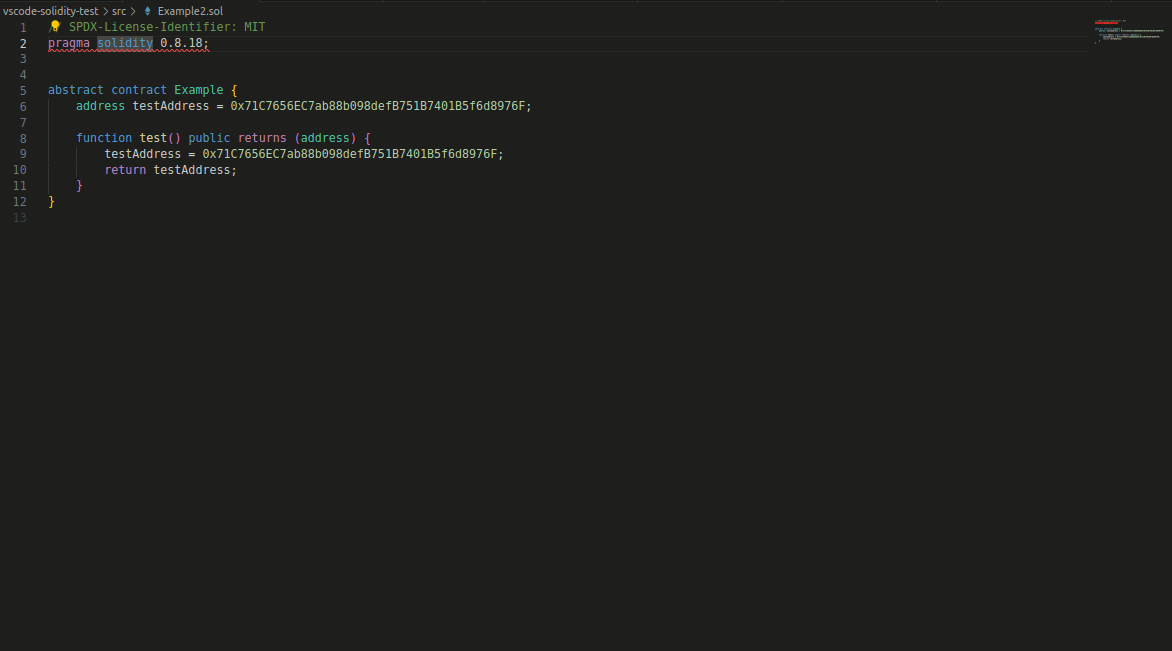 vscode-solidity-test > src > Example2.sol
1 // SPDX-License-Identifier: MIT
2 pragma solidity 0.8.18;
3
4
5 abstract contract Example {
6 address testAddress = 0x71C7656EC7ab88b098defB751B7401B5f6d8976F;
7
8 function test() public returns (address) {
9 testAddress = 0x71C7656EC7ab88b098defB751B7401B5f6d8976F;
10 return testAddress;
11 }
12 }
13